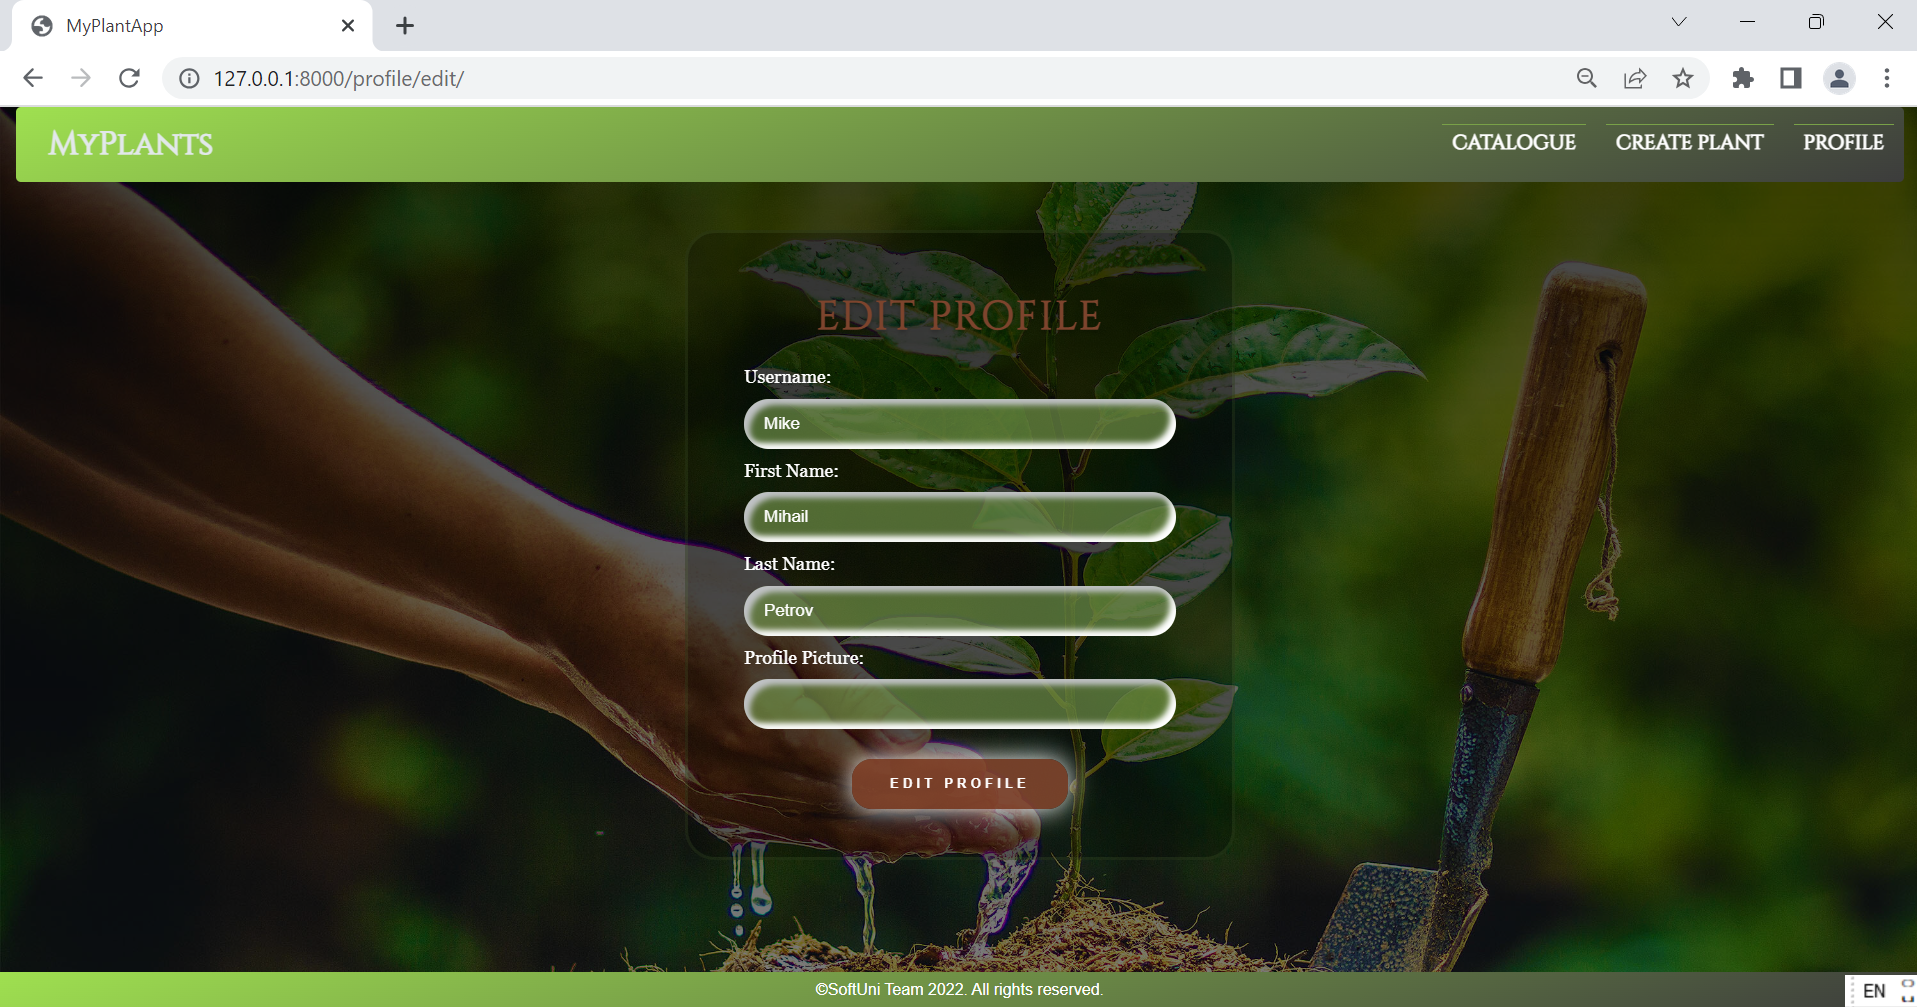 MyPlantApp
127.0.0.1:8000/profile/edit/
MyPlants
CATALOGUE
CREATE PLANT
PROFILE
EDIT PROFILE
Username:
Mike
First Name:
Mihail
Last Name:
Petrov
Profile Picture:
EDIT PROFILE
©SoftUni Team 2022. All rights reserved.
EN